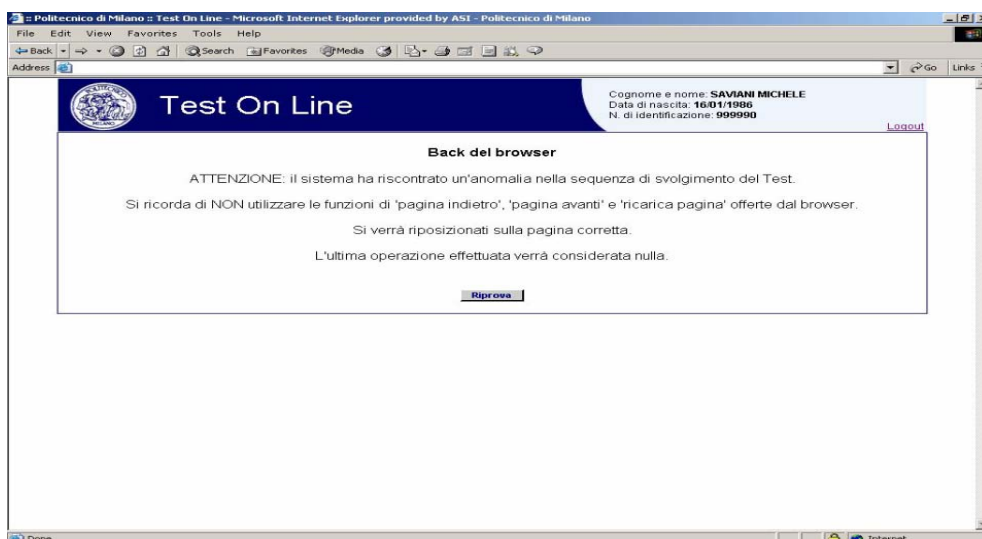 :: Politecnico di Milano :: Test On Line - Microsoft Internet Explorer provided by ASI - Politecnico di Milano
File Edit View Favorites Tools Help
Back Search Favorites Media
Address Go Links
Test On Line
Cognome e nome: SAVIANI MICHELE
Data di nascita: 16/01/1986
N. di identificazione: 999990
Logout
Back del browser
ATTENZIONE: il sistema ha riscontrato un'anomalia nella sequenza di svolgimento del Test.
Si ricorda di NON utilizzare le funzioni di 'pagina indietro', 'pagina avanti' e 'ricarica pagina' offerte dal browser.
Si verrà riposizionati sulla pagina corretta.
L'ultima operazione effettuata verrà considerata nulla.
Riprova
Done Internet